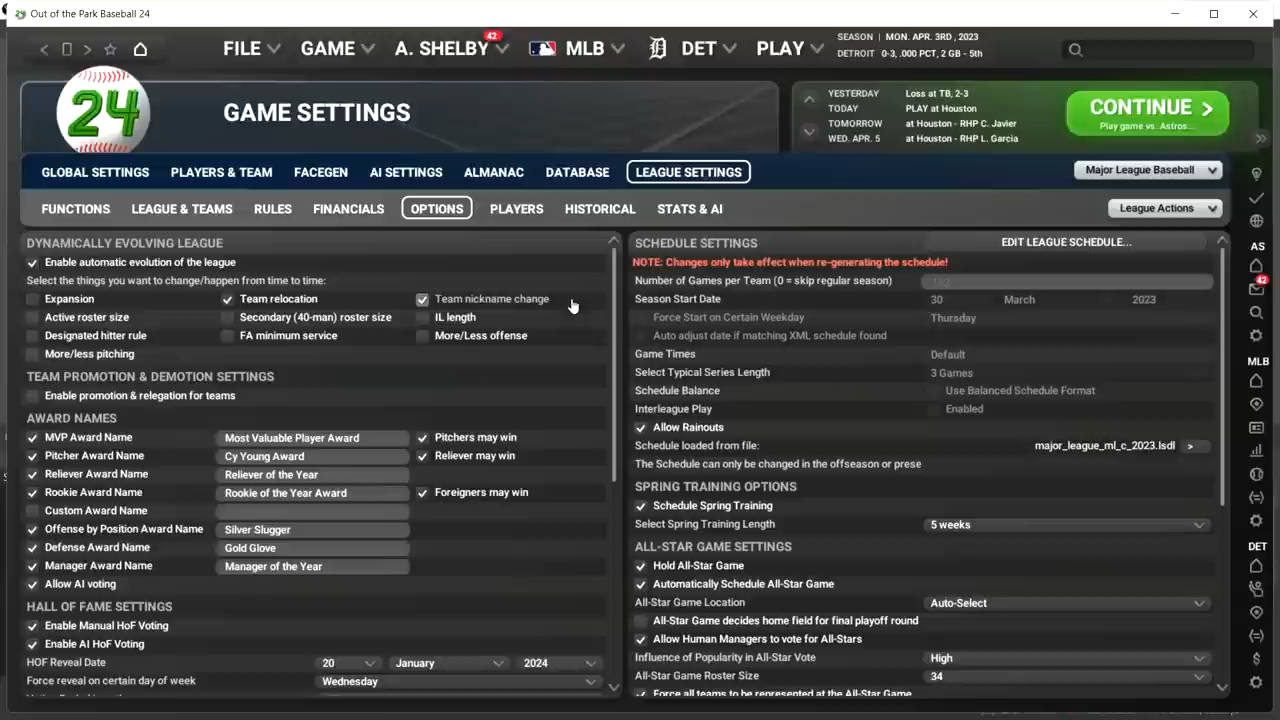 Out of the Park Baseball 24
FILE GAME A. SHELBY 42 MLB DET PLAY
SEASON | MON. APR. 3RD , 2023
DETROIT 0-3, .000 PCT, 2 GB - 5th
24
GAME SETTINGS
YESTERDAY Loss at TB, 2-3
TODAY PLAY at Houston
TOMORROW at Houston - RHP C. Javier
WED. APR. 5 at Houston - RHP L. Garcia
CONTINUE >
Play game vs. Astros...
GLOBAL SETTINGS PLAYERS & TEAM FACEGEN AI SETTINGS ALMANAC DATABASE LEAGUE SETTINGS Major League Baseball
FUNCTIONS LEAGUE & TEAMS RULES FINANCIALS OPTIONS PLAYERS HISTORICAL STATS & AI League Actions
DYNAMICALLY EVOLVING LEAGUE
Enable automatic evolution of the league
Select the things you want to change/happen from time to time:
Expansion Team relocation Team nickname change
Active roster size Secondary (40-man) roster size IL length
Designated hitter rule FA minimum service More/Less offense
More/less pitching
TEAM PROMOTION & DEMOTION SETTINGS
Enable promotion & relegation for teams
AWARD NAMES
MVP Award Name Most Valuable Player Award Pitchers may win
Pitcher Award Name Cy Young Award Reliever may win
Reliever Award Name Reliever of the Year
Rookie Award Name Rookie of the Year Award Foreigners may win
Custom Award Name
Offense by Position Award Name Silver Slugger
Defense Award Name Gold Glove
Manager Award Name Manager of the Year
Allow AI voting
HALL OF FAME SETTINGS
Enable Manual HoF Voting
Enable AI HoF Voting
HOF Reveal Date 20 January 2024
Force reveal on certain day of week Wednesday
SCHEDULE SETTINGS EDIT LEAGUE SCHEDULE...
NOTE: Changes only take effect when re-generating the schedule!
Number of Games per Team (0 = skip regular season) 162
Season Start Date 30 March 2023
Force Start on Certain Weekday Thursday
Auto adjust date if matching XML schedule found
Game Times Default
Select Typical Series Length 3 Games
Schedule Balance Use Balanced Schedule Format
Interleague Play Enabled
Allow Rainouts
Schedule loaded from file: major_league_ml_c_2023.lsdl >
The Schedule can only be changed in the offseason or prese
SPRING TRAINING OPTIONS
Schedule Spring Training
Select Spring Training Length 5 weeks
ALL-STAR GAME SETTINGS
Hold All-Star Game
Automatically Schedule All-Star Game
All-Star Game Location Auto-Select
All-Star Game decides home field for final playoff round
Allow Human Managers to vote for All-Stars
Influence of Popularity in All-Star Vote High
All-Star Game Roster Size 34
Force all teams to be represented at the All-Star Game
AS
42
MLB
DET